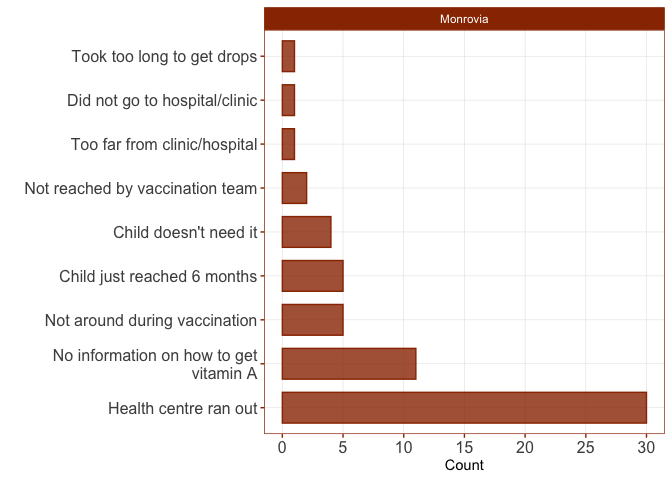 Monrovia
Took too long to get drops
Did not go to hospital/clinic
Too far from clinic/hospital
Not reached by vaccination team
Child doesn't need it
Child just reached 6 months
Not around during vaccination
No information on how to get
vitamin A
Health centre ran out
0 5 10 15 20 25 30
Count